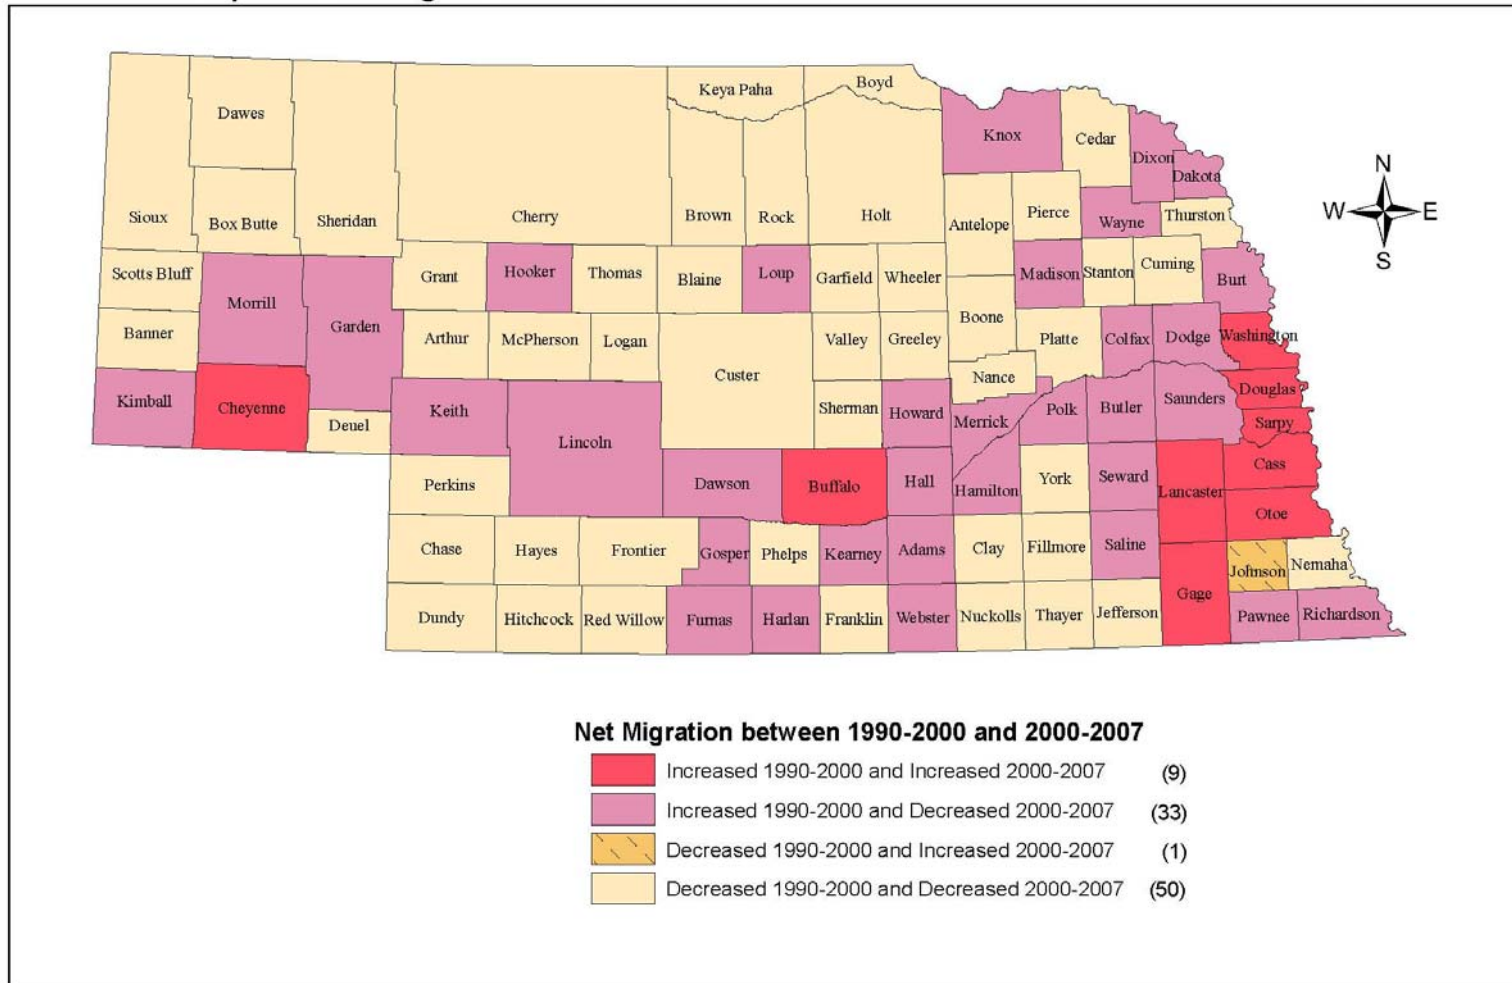 Keya Paha
Boyd
Dawes
Knox
Cedar
Dixon
Dakota
Sioux
Box Butte
Sheridan
Cherry
Brown
Rock
Holt
Antelope
Pierce
Wayne
Thurston
Scotts Bluff
Morrill
Garden
Grant
Hooker
Thomas
Blaine
Loup
Garfield
Wheeler
Madison
Stanton
Cuming
Burt
Banner
Arthur
McPherson
Logan
Custer
Valley
Greeley
Boone
Platte
Colfax
Dodge
Washington
Kimball
Cheyenne
Deuel
Keith
Lincoln
Sherman
Howard
Nance
Merrick
Polk
Butler
Saunders
Douglas
Sarpy
Perkins
Dawson
Buffalo
Hall
Hamilton
York
Seward
Lancaster
Cass
Otoe
Chase
Hayes
Frontier
Gosper
Phelps
Kearney
Adams
Clay
Fillmore
Saline
Gage
Johnson
Nemaha
Dundy
Hitchcock
Red Willow
Furnas
Harlan
Franklin
Webster
Nuckolls
Thayer
Jefferson
Pawnee
Richardson
N
W E
S
Net Migration between 1990-2000 and 2000-2007
Increased 1990-2000 and Increased 2000-2007 (9)
Increased 1990-2000 and Decreased 2000-2007 (33)
Decreased 1990-2000 and Increased 2000-2007 (1)
Decreased 1990-2000 and Decreased 2000-2007 (50)